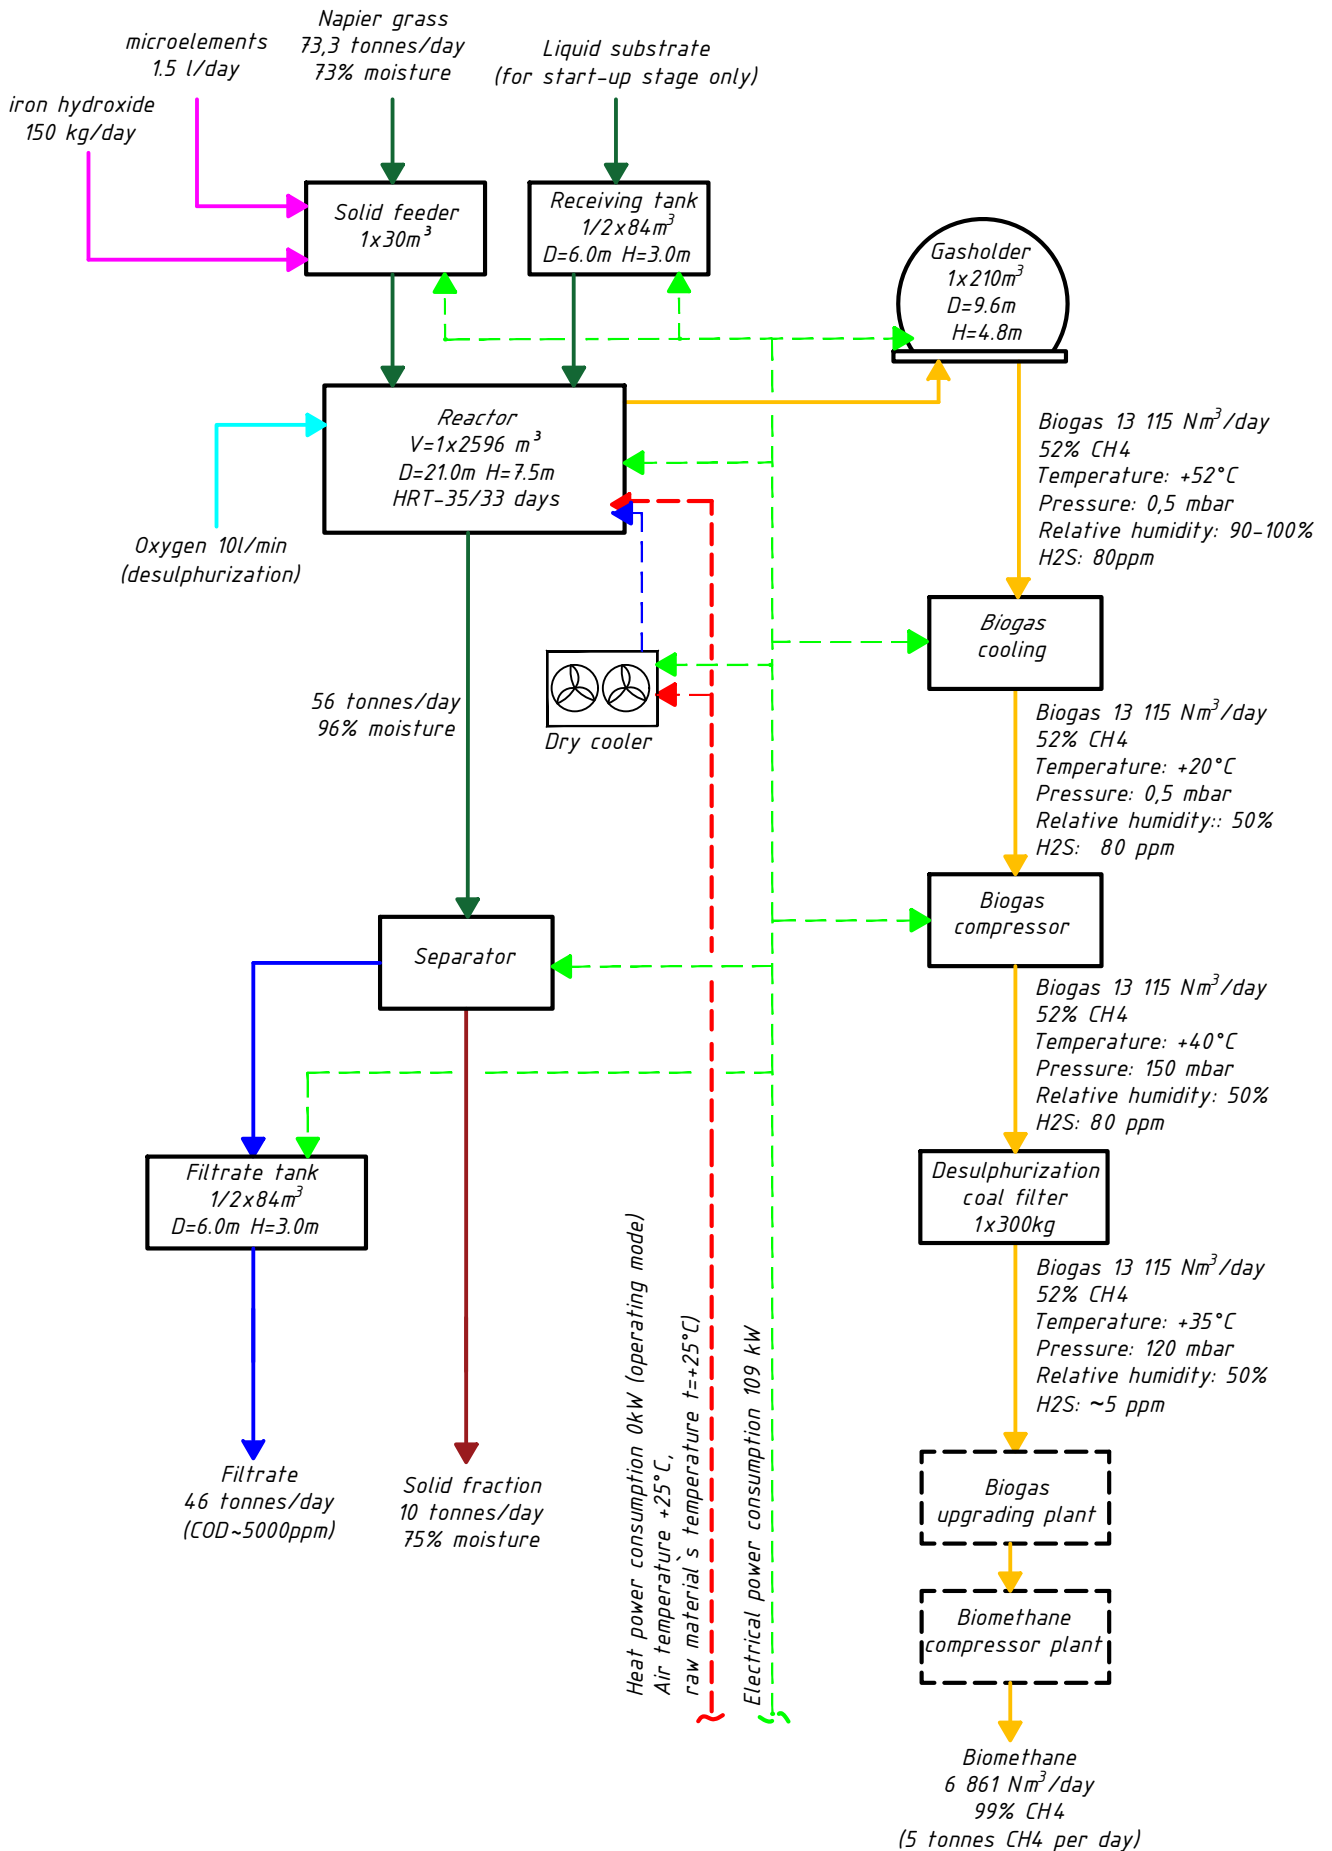 Napier grass
73,3 tonnes/day
73% moisture
microelements
1.5 l/day
iron hydroxide
150 kg/day
Liquid substrate
(for start-up stage only)
Solid feeder
1x30m³
Receiving tank
1/2x84m³
D=6.0m H=3.0m
Gasholder
1x210m³
D=9.6m
H=4.8m
Reactor
V=1x2596 m³
D=21.0m H=7.5m
HRT-35/33 days
Oxygen 10l/min
(desulphurization)
Biogas 13 115 Nm³/day
52% CH4
Temperature: +52°C
Pressure: 0,5 mbar
Relative humidity: 90-100%
H2S: 80ppm
Biogas
cooling
56 tonnes/day
96% moisture
Dry cooler
Biogas 13 115 Nm³/day
52% CH4
Temperature: +20°C
Pressure: 0,5 mbar
Relative humidity:: 50%
H2S: 80 ppm
Biogas
compressor
Separator
Biogas 13 115 Nm³/day
52% CH4
Temperature: +40°C
Pressure: 150 mbar
Relative humidity: 50%
H2S: 80 ppm
Filtrate tank
1/2x84m³
D=6.0m H=3.0m
Desulphurization
coal filter
1x300kg
Heat power consumption 0kW (operating mode)
Air temperature +25°C,
raw material`s temperature t=+25°C)
Electrical power consumption 109 kW
Biogas 13 115 Nm³/day
52% CH4
Temperature: +35°C
Pressure: 120 mbar
Relative humidity: 50%
H2S: ~5 ppm
Filtrate
46 tonnes/day
(COD~5000ppm)
Solid fraction
10 tonnes/day
75% moisture
Biogas
upgrading plant
Biomethane
compressor plant
Biomethane
6 861 Nm³/day
99% CH4
(5 tonnes CH4 per day)